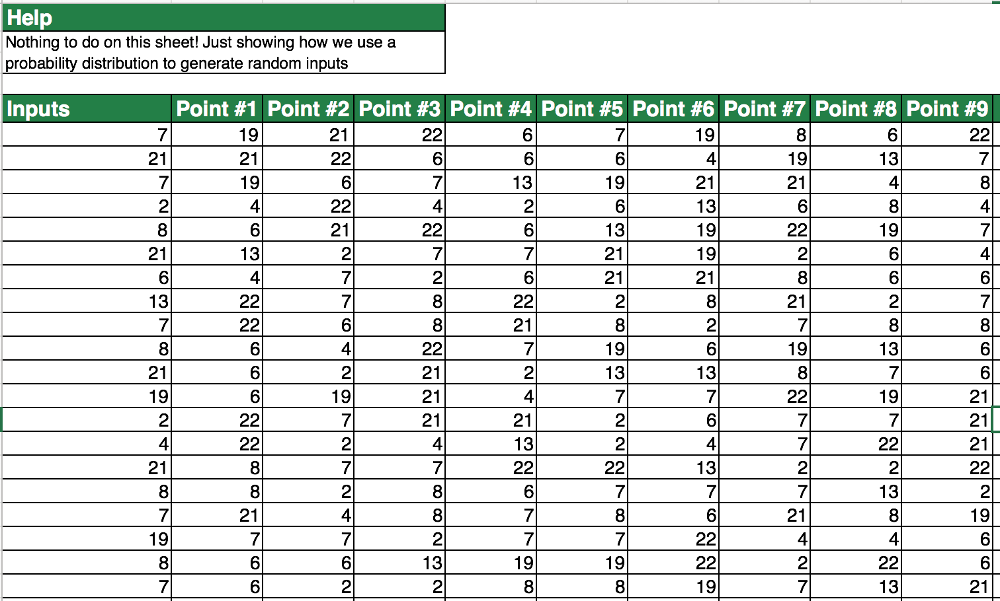 Help
Nothing to do on this sheet! Just showing how we use a
probability distribution to generate random inputs
Inputs Point #1 Point #2 Point #3 Point #4 Point #5 Point #6 Point #7 Point #8 Point #9
7 19 21 22 6 7 19 8 6 22
21 21 22 6 6 6 4 19 13 7
7 19 6 7 13 19 21 21 4 8
2 4 22 4 2 6 13 6 8 4
8 6 21 22 6 13 19 22 19 7
21 13 2 7 7 21 19 2 6 4
6 4 7 2 6 21 21 8 6 6
13 22 7 8 22 2 8 21 2 7
7 22 6 8 21 8 2 7 8 8
8 6 4 22 7 19 6 19 13 6
21 6 2 21 2 13 13 8 7 6
19 6 19 21 4 7 7 22 19 21
2 22 7 21 21 2 6 7 7 21
4 22 2 4 13 2 4 7 22 21
21 8 7 7 22 22 13 2 2 22
8 8 2 8 6 7 7 7 13 2
7 21 4 8 7 8 6 21 8 19
19 7 7 2 7 7 22 4 4 6
8 6 6 13 19 19 22 2 22 6
7 6 2 2 8 8 19 7 13 21